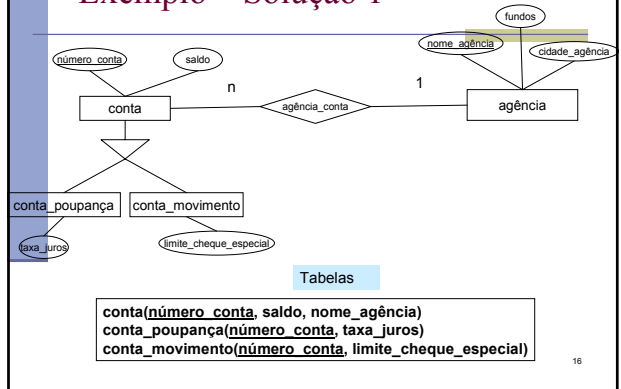 Exemplo – Solução 1
fundos
nome_agência
cidade_agência
número_conta
saldo
n
1
conta
agência_conta
agência
conta_poupança
conta_movimento
taxa_juros
limite_cheque_especial
Tabelas
conta(número_conta, saldo, nome_agência)
conta_poupança(número_conta, taxa_juros)
conta_movimento(número_conta, limite_cheque_especial)
16